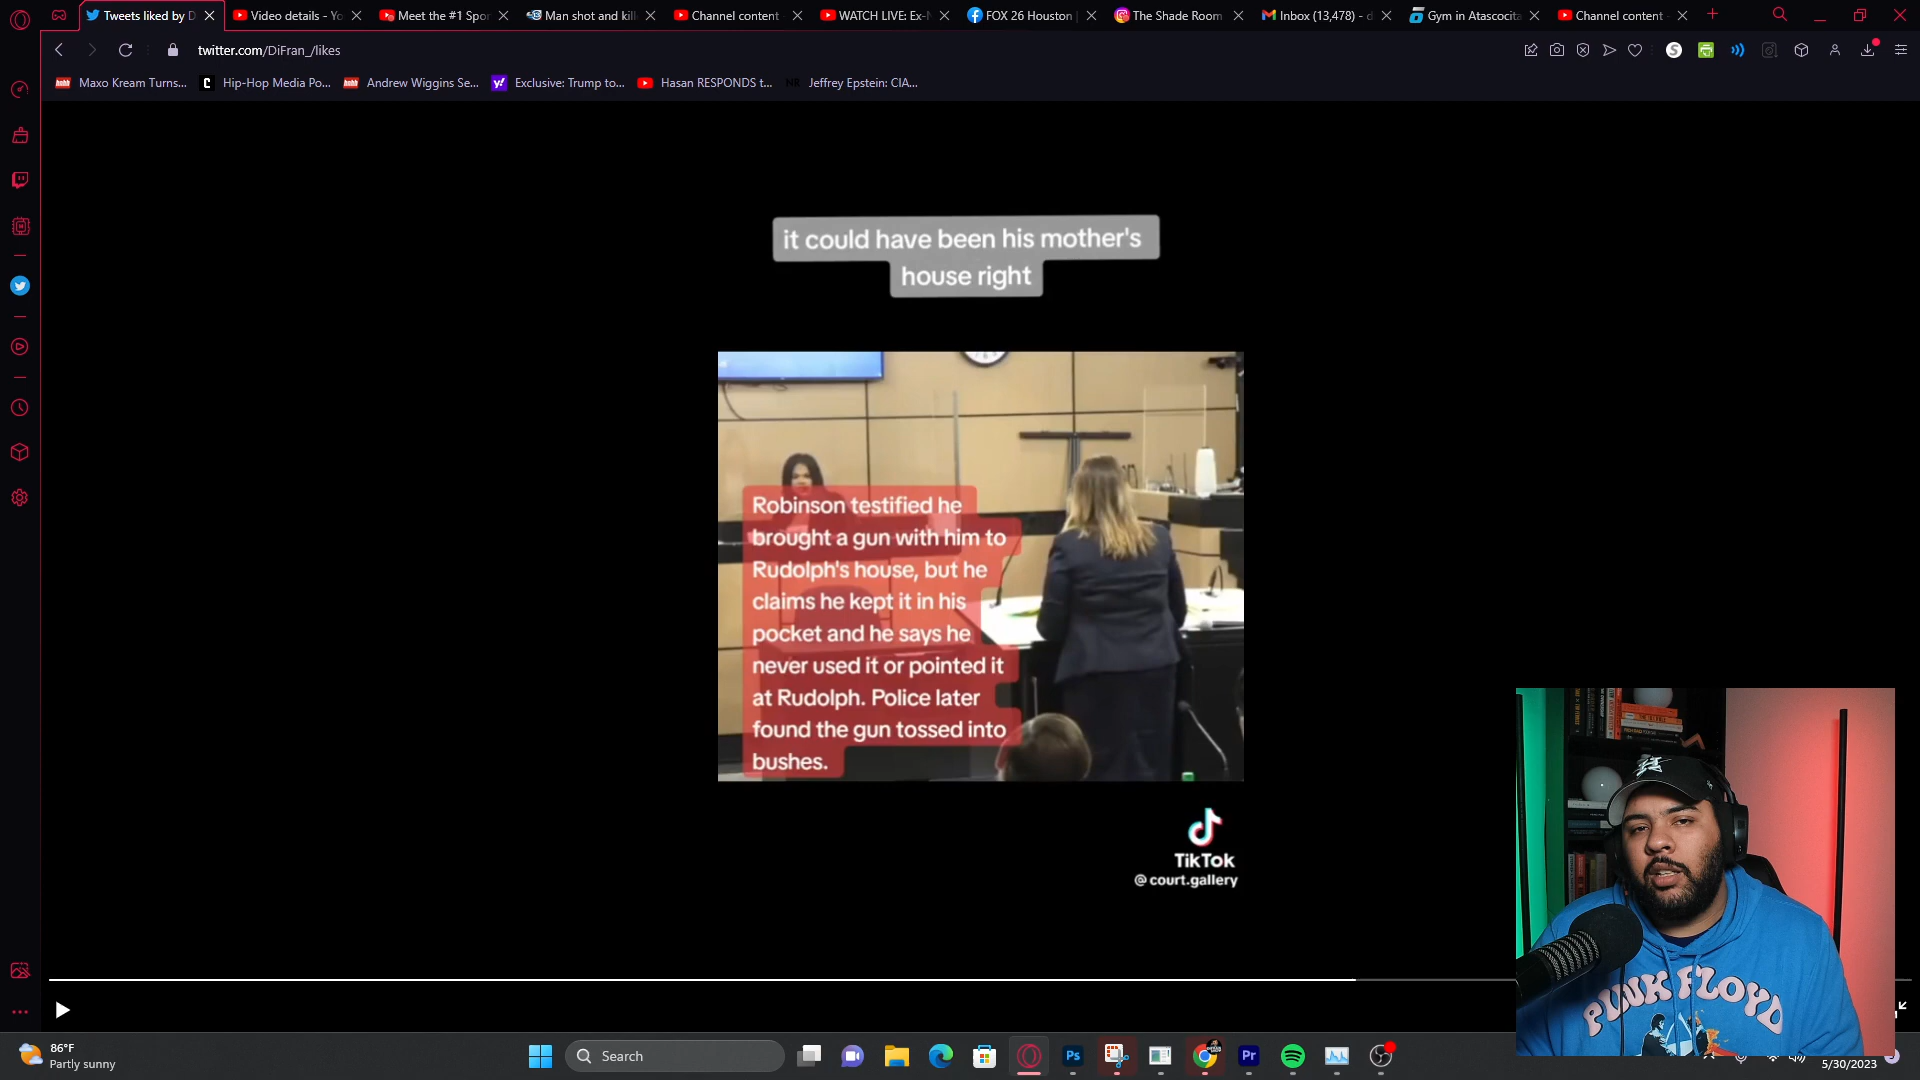 Tweets liked by D
Video details - Yo
Meet the #1 Spor
Man shot and kill
Channel content
WATCH LIVE: Ex-N
FOX 26 Houston |
The Shade Room
Inbox (13,478) - d
Gym in Atascocita
Channel content
twitter.com/DiFran_/likes
Maxo Kream Turns...
Hip-Hop Media Po...
Andrew Wiggins Se...
Exclusive: Trump to...
Hasan RESPONDS t...
Jeffrey Epstein: CIA...
it could have been his mother's
house right
Robinson testified he
brought a gun with him to
Rudolph's house, but he
claims he kept it in his
pocket and he says he
never used it or pointed it
at Rudolph. Police later
found the gun tossed into
bushes.
TikTok
@court.gallery
PINK FLOYD
86°F
Partly sunny
Search
Ps
Pr
5/30/2023